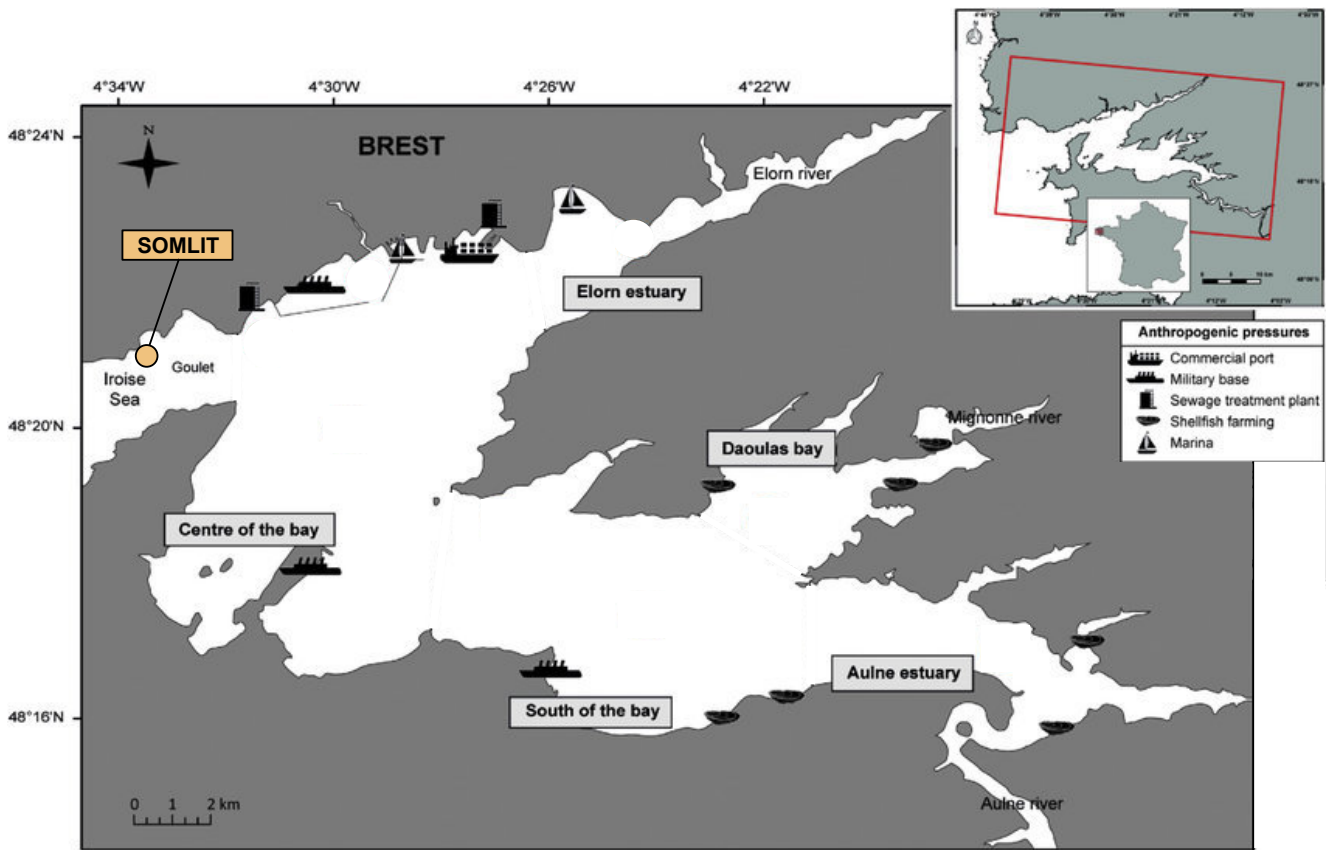 4°34'W
4°30'W
4°26'W
4°22'W
48°24'N
48°20'N
48°16'N
N
BREST
Elorn river
SOMLIT
Elorn estuary
Goulet
Iroise
Sea
Mignonne river
Daoulas bay
Centre of the bay
Aulne estuary
South of the bay
Aulne river
0 1 2 km
N
Anthropogenic pressures
Commercial port
Military base
Sewage treatment plant
Shellfish farming
Marina